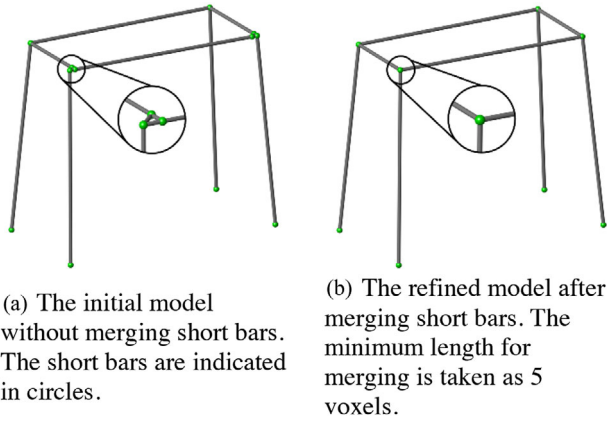 (a) The initial model
without merging short bars.
The short bars are indicated
in circles.
(b) The refined model after
merging short bars. The
minimum length for
merging is taken as 5
voxels.